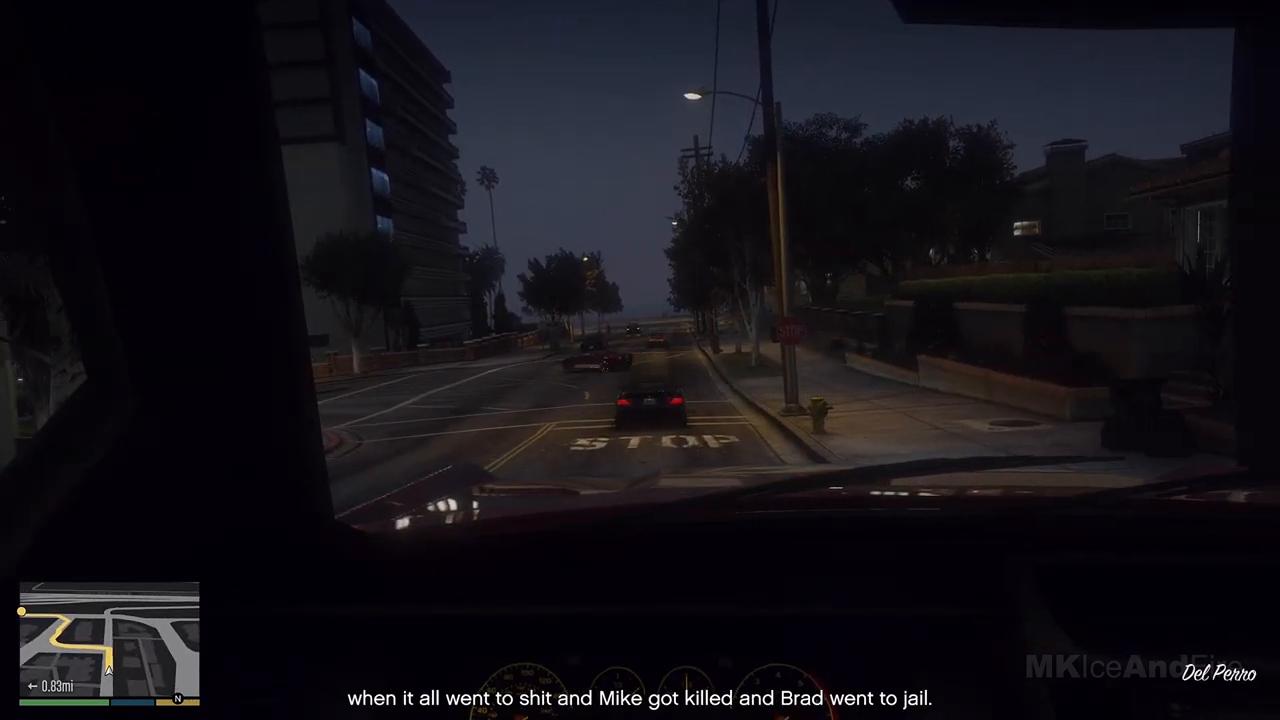 STOP
STOP
← 0.83mi
N
MKIceAndFire
Del Perro
when it all went to shit and Mike got killed and Brad went to jail.